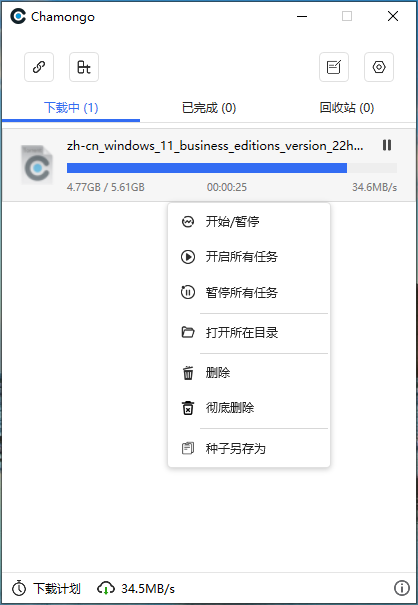 Chamongo
下载中 (1)
已完成 (0)
回收站 (0)
zh-cn_windows_11_business_editions_version_22h...
4.77GB / 5.61GB
00:00:25
34.6MB/s
开始/暂停
开启所有任务
暂停所有任务
打开所在目录
删除
彻底删除
种子另存为
下载计划
34.5MB/s